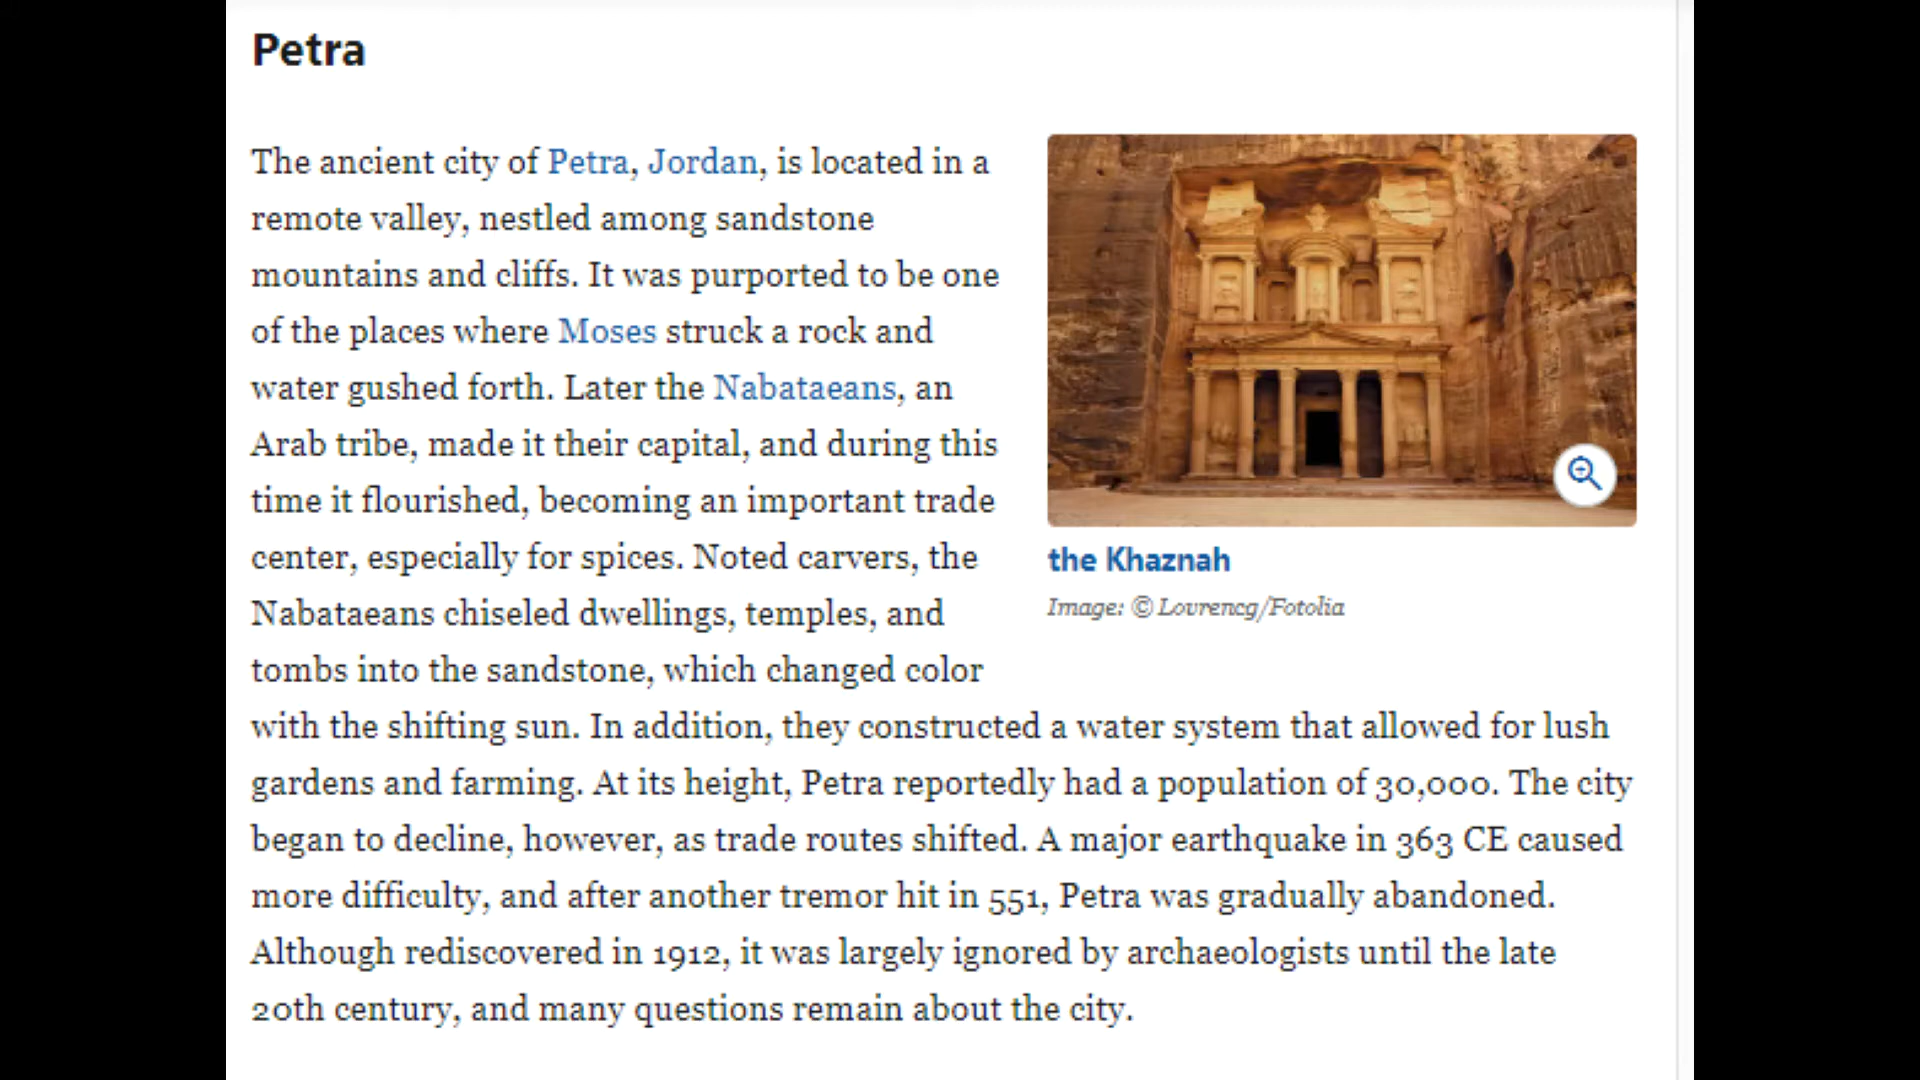 Petra
The ancient city of Petra, Jordan, is located in a
remote valley, nestled among sandstone
mountains and cliffs. It was purported to be one
of the places where Moses struck a rock and
water gushed forth. Later the Nabataeans, an
Arab tribe, made it their capital, and during this
time it flourished, becoming an important trade
center, especially for spices. Noted carvers, the
Nabataeans chiseled dwellings, temples, and
tombs into the sandstone, which changed color
with the shifting sun. In addition, they constructed a water system that allowed for lush
gardens and farming. At its height, Petra reportedly had a population of 30,000. The city
began to decline, however, as trade routes shifted. A major earthquake in 363 CE caused
more difficulty, and after another tremor hit in 551, Petra was gradually abandoned.
Although rediscovered in 1912, it was largely ignored by archaeologists until the late
20th century, and many questions remain about the city.
the Khaznah
Image: © Lovrencg/Fotolia